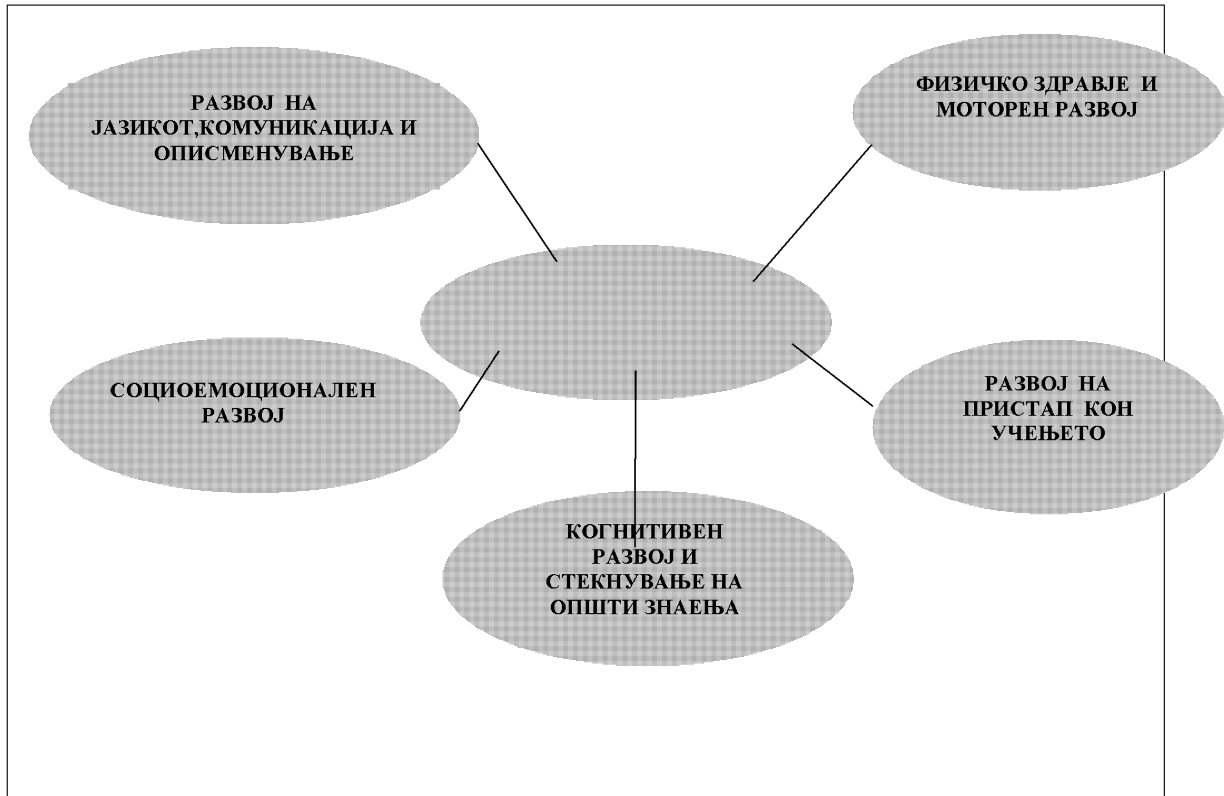 РАЗВОЈ НА
ЈАЗИКОТ,КОМУНИКАЦИЈА И
ОПИСМЕНУВАЊЕ
ФИЗИЧКО ЗДРАВЈЕ И
МОТОРЕН РАЗВОЈ
СОЦИОЕМОЦИОНАЛЕН
РАЗВОЈ
РАЗВОЈ НА
ПРИСТАП КОН
УЧЕЊЕТО
КОГНИТИВЕН
РАЗВОЈ И
СТЕКНУВАЊЕ НА
ОПШТИ ЗНАЕЊА